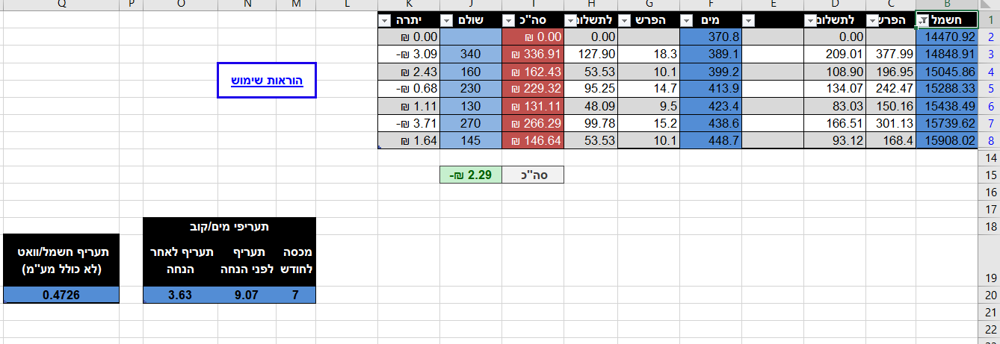 Q P O N M L K J I H G F E D C B
1 חשמל הפרש לתשלום מים הפרש לתשלום סה"כ שולם יתרה
2 14470.92 0.00 370.8 0.00 ₪ 0.00 ₪ 0.00
3 14848.91 377.99 209.01 389.1 18.3 127.90 ₪ 336.91 340 -₪ 3.09
4 15045.86 196.95 108.90 399.2 10.1 53.53 ₪ 162.43 160 ₪ 2.43
5 15288.33 242.47 134.07 413.9 14.7 95.25 ₪ 229.32 230 -₪ 0.68
הוראות שימוש
6 15438.49 150.16 83.03 423.4 9.5 48.09 ₪ 131.11 130 ₪ 1.11
7 15739.62 301.13 166.51 438.6 15.2 99.78 ₪ 266.29 270 -₪ 3.71
8 15908.02 168.4 93.12 448.7 10.1 53.53 ₪ 146.64 145 ₪ 1.64
14
15 סה"כ -₪ 2.29
16
17
18 תעריפי מים/קוב
מכסה תעריף תעריף לאחר תעריף חשמל/וואט
19 לחודש לפני הנחה הנחה (לא כולל מע"מ)
20 7 9.07 3.63 0.4726
21
22